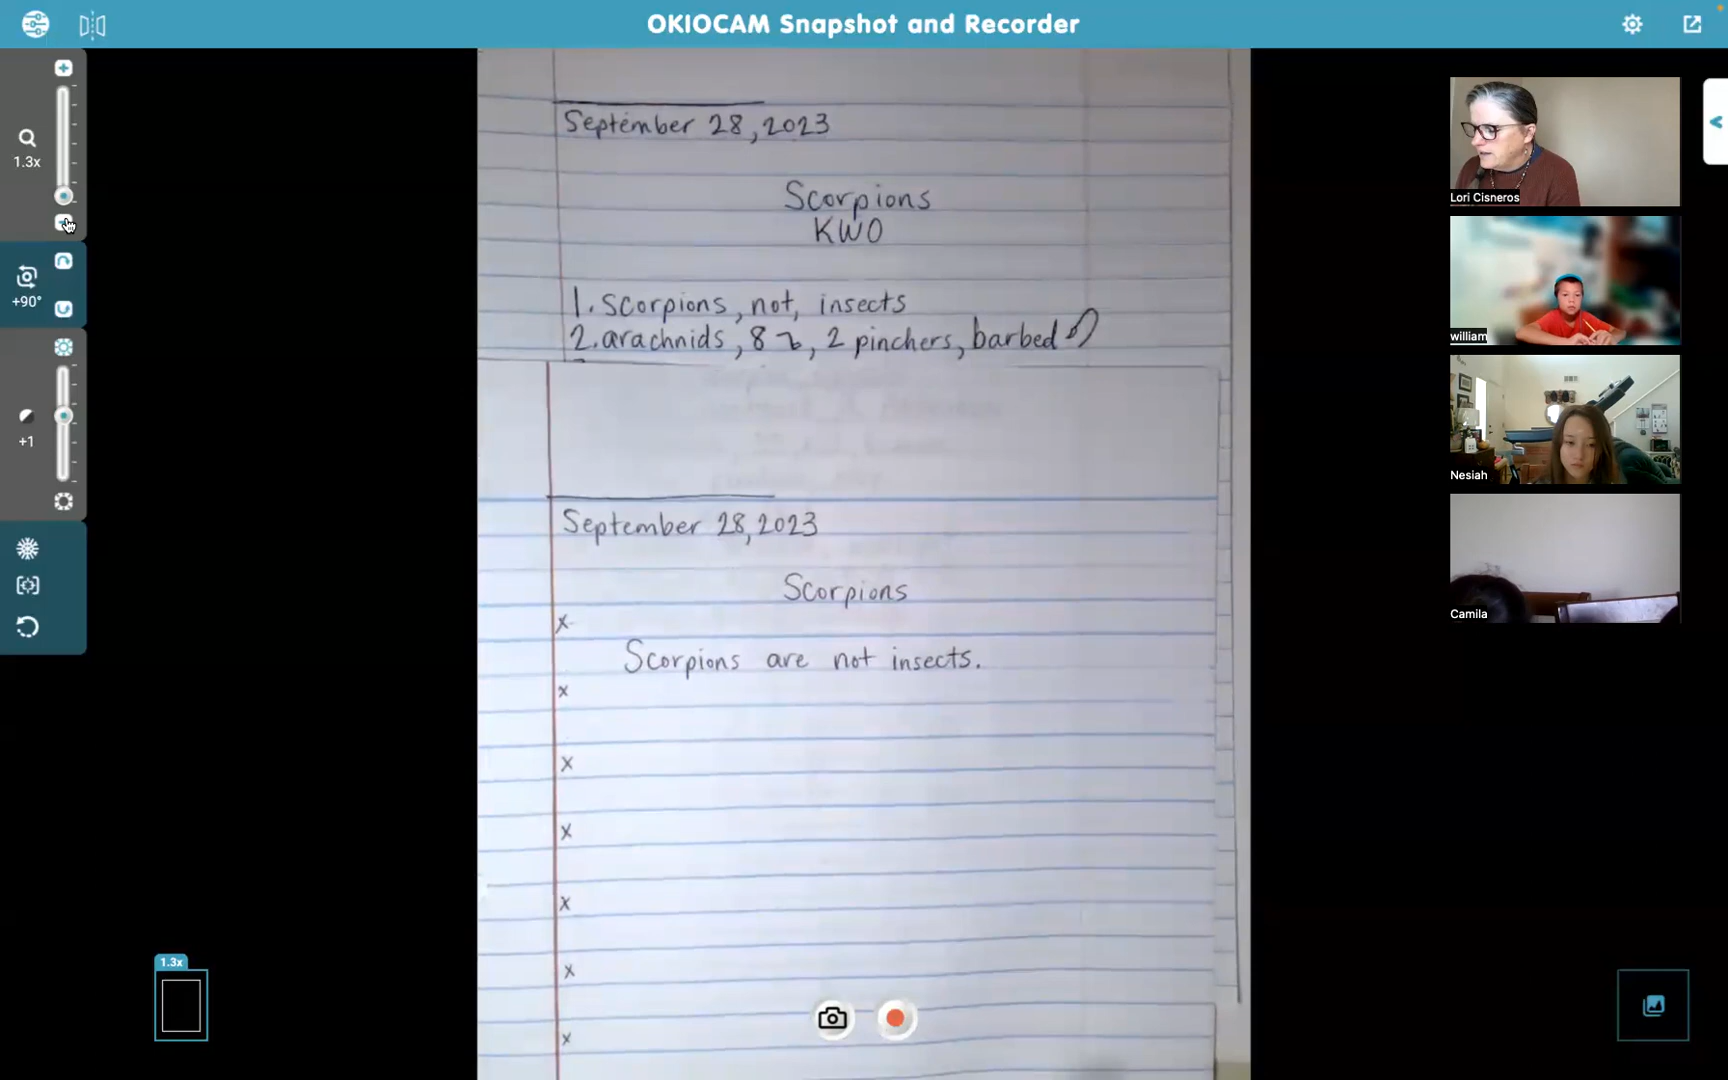 OKIOCAM Snapshot and Recorder
1.3x
+90°
+1
September 28, 2023
Scorpions
KWO
1. scorpions, not, insects
2. arachnids, 8, 2 pinchers, barbed
September 28, 2023
Scorpions
x
Scorpions are not insects.
x
x
x
x
x
x
1.3x
Lori Cisneros
william
Nesiah
Camila